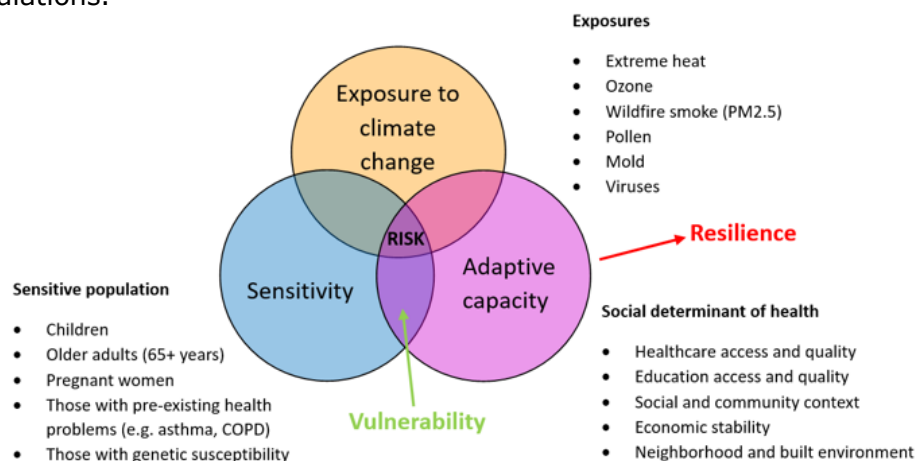 Exposures
• Extreme heat
• Ozone
• Wildfire smoke (PM2.5)
• Pollen
• Mold
• Viruses
Exposure to
climate
change
RISK
Sensitivity
Adaptive
capacity
Resilience
Vulnerability
Sensitive population
• Children
• Older adults (65+ years)
• Pregnant women
• Those with pre-existing health
problems (e.g. asthma, COPD)
• Those with genetic susceptibility
Social determinant of health
• Healthcare access and quality
• Education access and quality
• Social and community context
• Economic stability
• Neighborhood and built environment